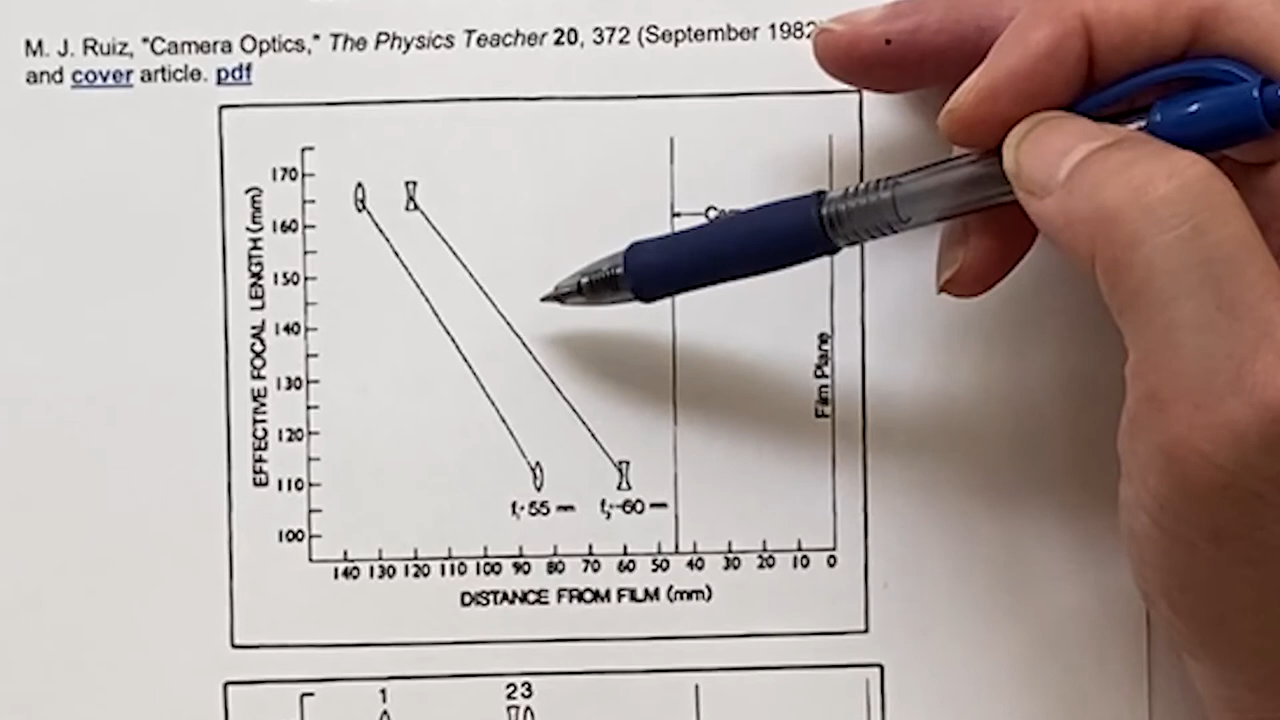 M. J. Ruiz, "Camera Optics," The Physics Teacher 20, 372 (September 1982
and cover article. pdf
EFFECTIVE FOCAL LENGTH (mm)
170
160
150
140
130
120
110
100
Film Plane
f₁=55 mm f₂=-60 mm
140 130 120 110 100 90 80 70 60 50 40 30 20 10 0
DISTANCE FROM FILM (mm)
1 23